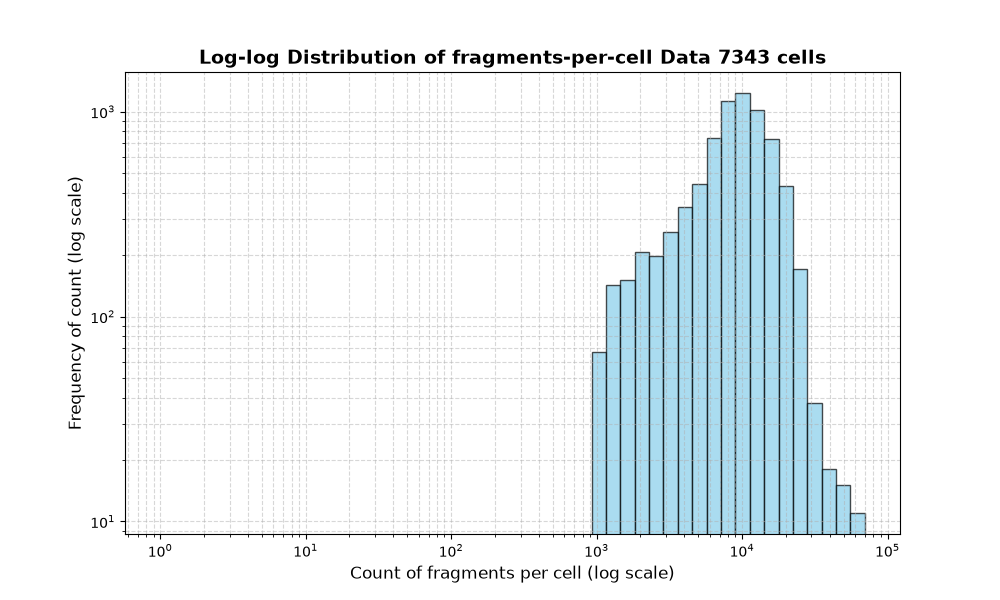 Log-log Distribution of fragments-per-cell Data 7343 cells
Frequency of count (log scale)
10³
10²
10¹
10⁰ 10¹ 10² 10³ 10⁴ 10⁵
Count of fragments per cell (log scale)